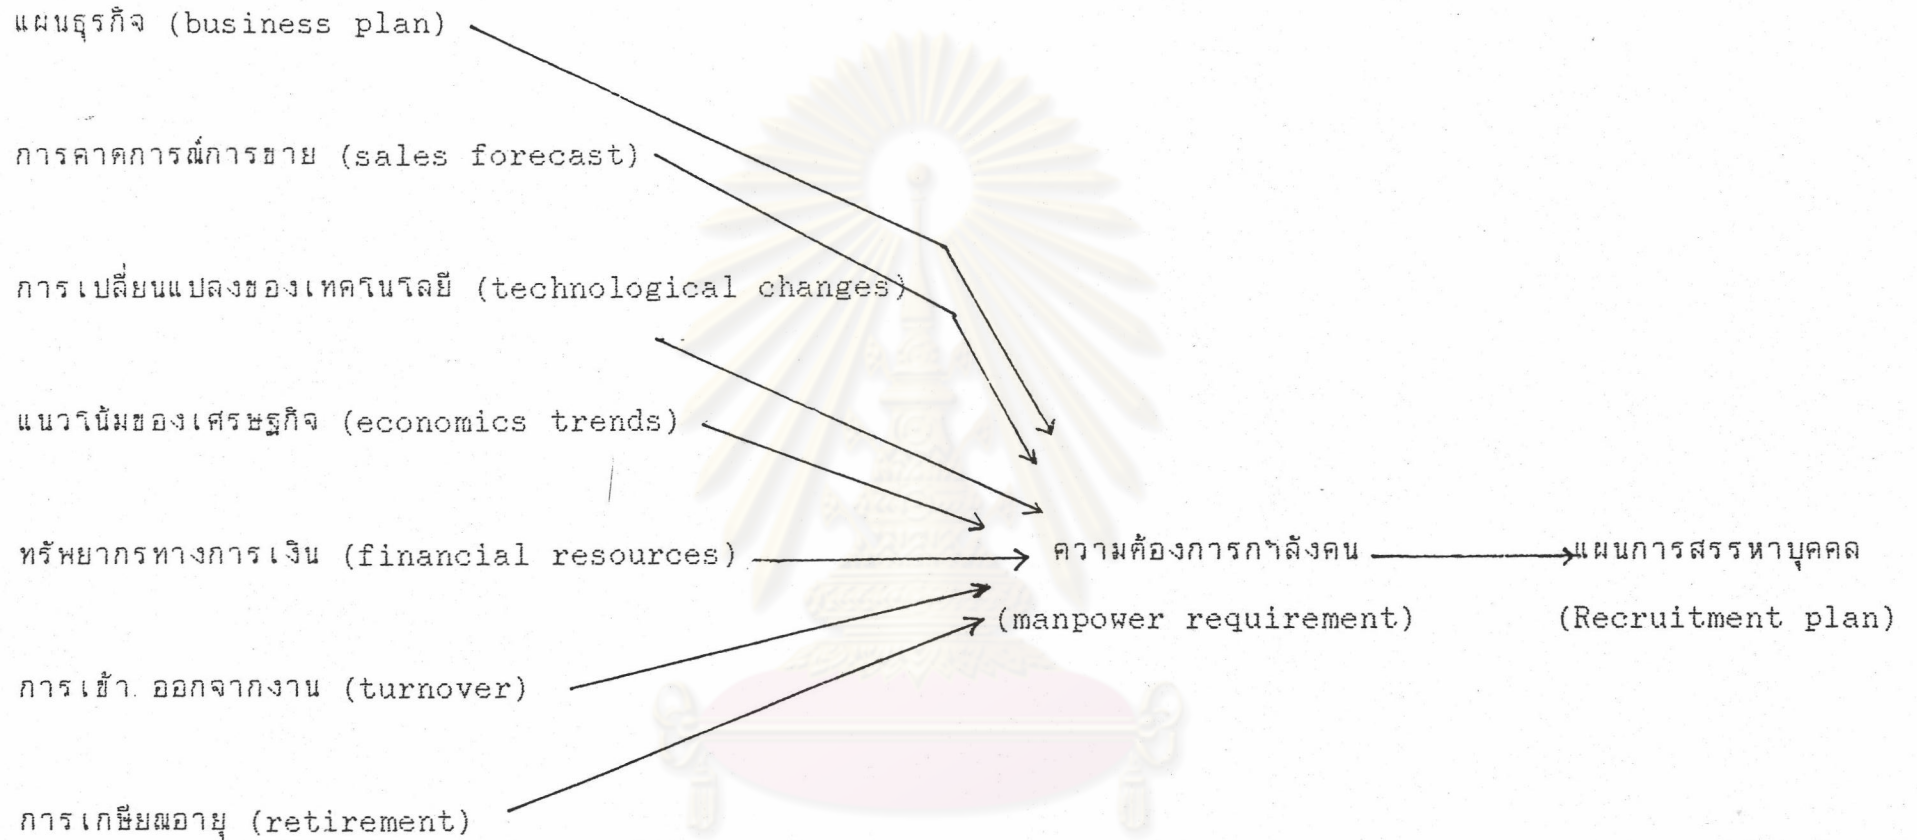 แผนธุรกิจ (business plan)
การคาดการณ์การขาย (sales forecast)
การเปลี่ยนแปลงของเทคโนโลยี (technological changes)
แนวโน้มของเศรษฐกิจ (economics trends)
ทรัพยากรทางการเงิน (financial resources)
ความต้องการกำลังคน
แผนการสรรหาบุคคล
(manpower requirement)
(Recruitment plan)
การเข้า ออกจากงาน (turnover)
การเกษียณอายุ (retirement)